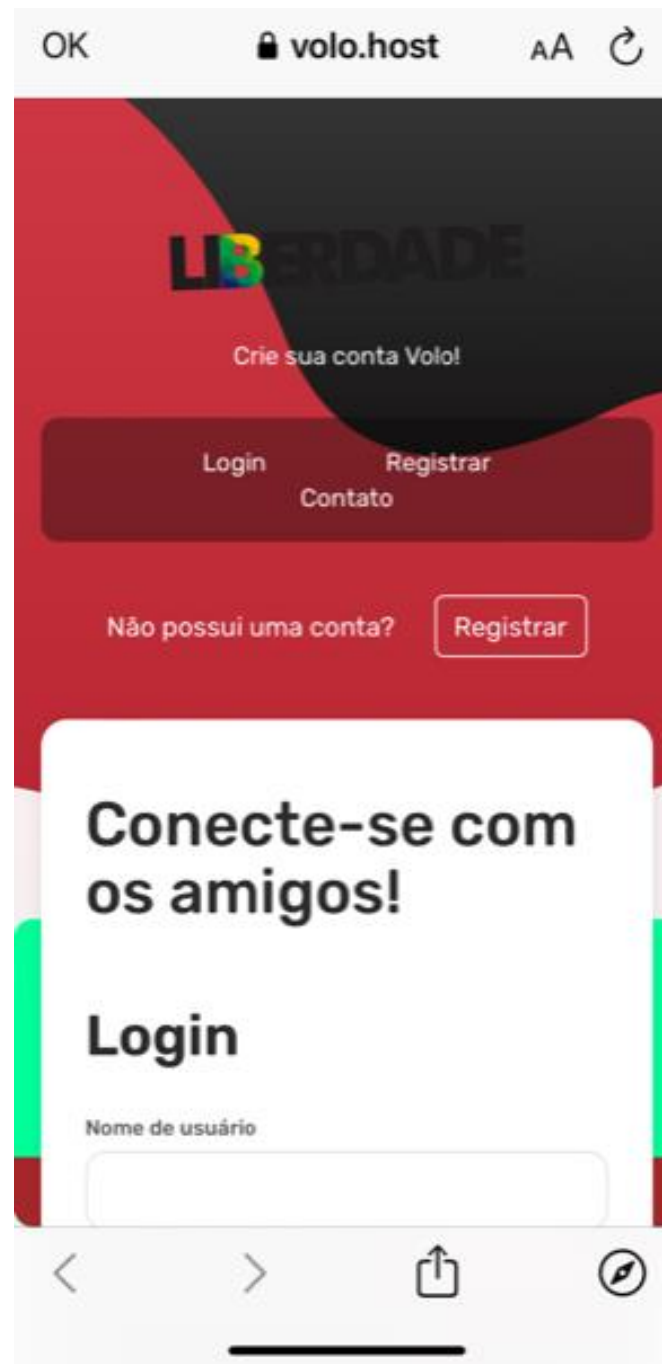 OK volo.host AA
LIBERDADE
Crie sua conta Volo!
Login Registrar
Contato
Não possui uma conta? Registrar
Conecte-se com
os amigos!
Login
Nome de usuário